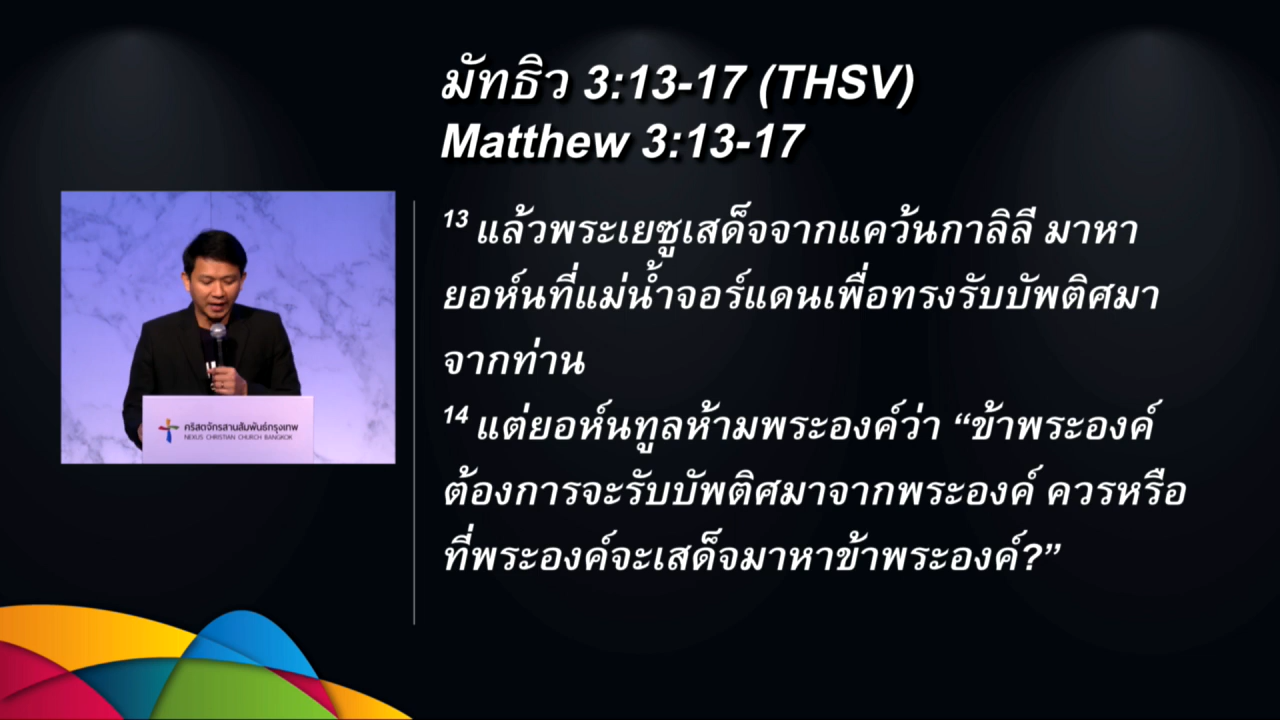 มัทธิว 3:13-17 (THSV)
Matthew 3:13-17
13 แล้วพระเยซูเสด็จจากแคว้นกาลิลี มาหา
ยอห์นที่แม่น้ำจอร์แดนเพื่อทรงรับบัพติศมา
จากท่าน
14 แต่ยอห์นทูลห้ามพระองค์ว่า “ข้าพระองค์
ต้องการจะรับบัพติศมาจากพระองค์ ควรหรือ
ที่พระองค์จะเสด็จมาหาข้าพระองค์?”
คริสตจักรสานสัมพันธ์กรุงเทพ
NEXUS CHRISTIAN CHURCH BANGKOK